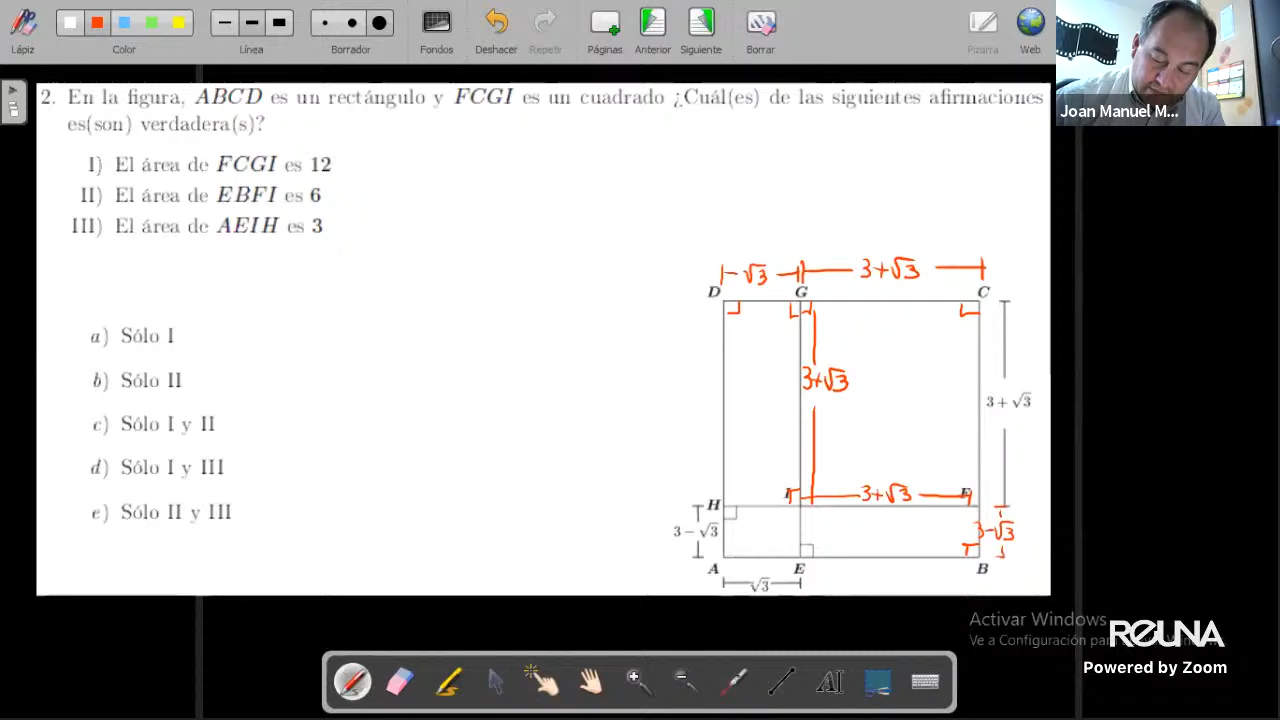 Lápiz
Color
Línea
Borrador
Fondos
Deshacer
Repetir
Páginas
Anterior
Siguiente
Borrar
Pizarra
Web
Joan Manuel M...
2. En la figura, ABCD es un rectángulo y FCGI es un cuadrado ¿Cuál(es) de las siguientes afirmaciones
es(son) verdadera(s)?
I) El área de FCGI es 12
II) El área de EBFI es 6
III) El área de AEIH es 3
a) Sólo I
b) Sólo II
c) Sólo I y II
d) Sólo I y III
e) Sólo II y III
√3
3+√3
D
G
C
3+√3
3 + √3
I
3+√3
F
H
3 − √3
3-√3
A
E
B
√3
Activar Windows
Ve a Configuración para
REUNA
Powered by Zoom
AI